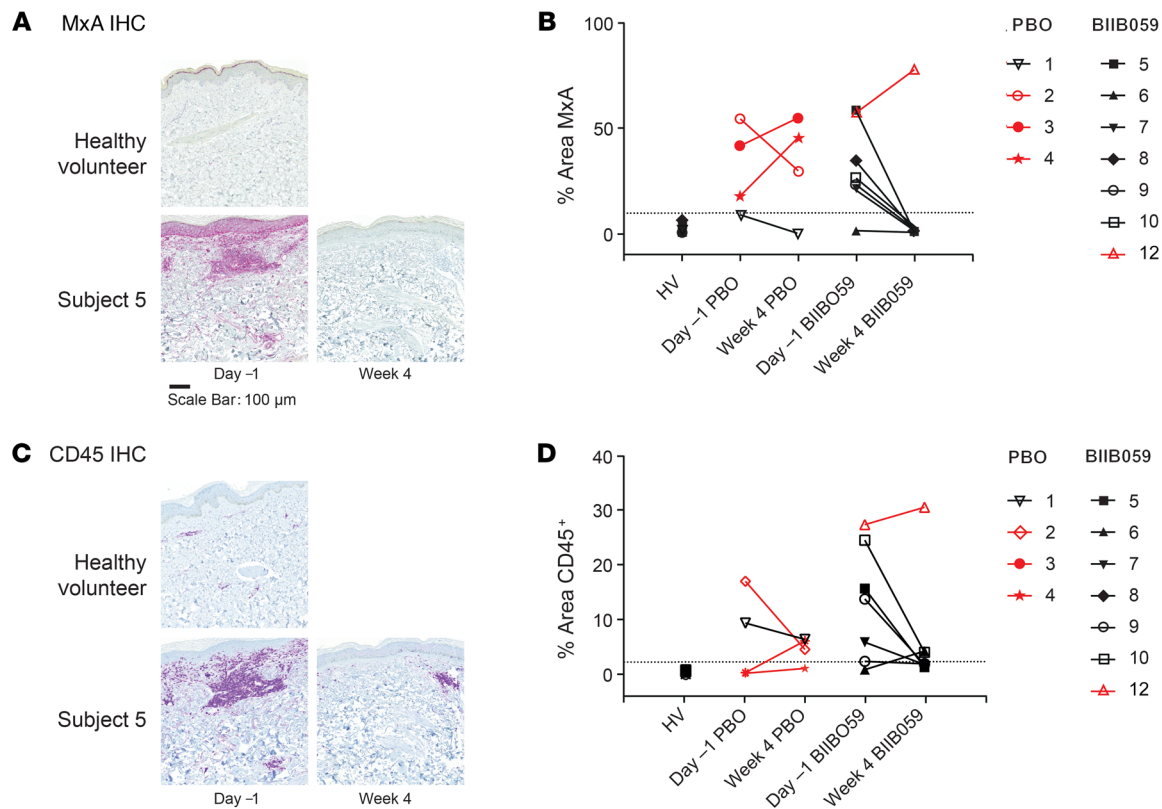 A MxA IHC
Healthy
volunteer
Subject 5
Day –1
Week 4
Scale Bar: 100 µm
B
% Area MxA
100
50
0
HV
Day –1 PBO
Week 4 PBO
Day –1 BIIBO59
Week 4 BIIB059
. PBO
1
2
3
4
BIIB059
5
6
7
8
9
10
12
C CD45 IHC
Healthy
volunteer
Subject 5
Day –1
Week 4
D
% Area CD45⁺
40
30
20
10
0
HV
Day –1 PBO
Week 4 PBO
Day –1 BIIBO59
Week 4 BIIB059
PBO
1
2
3
4
BIIB059
5
6
7
8
9
10
12